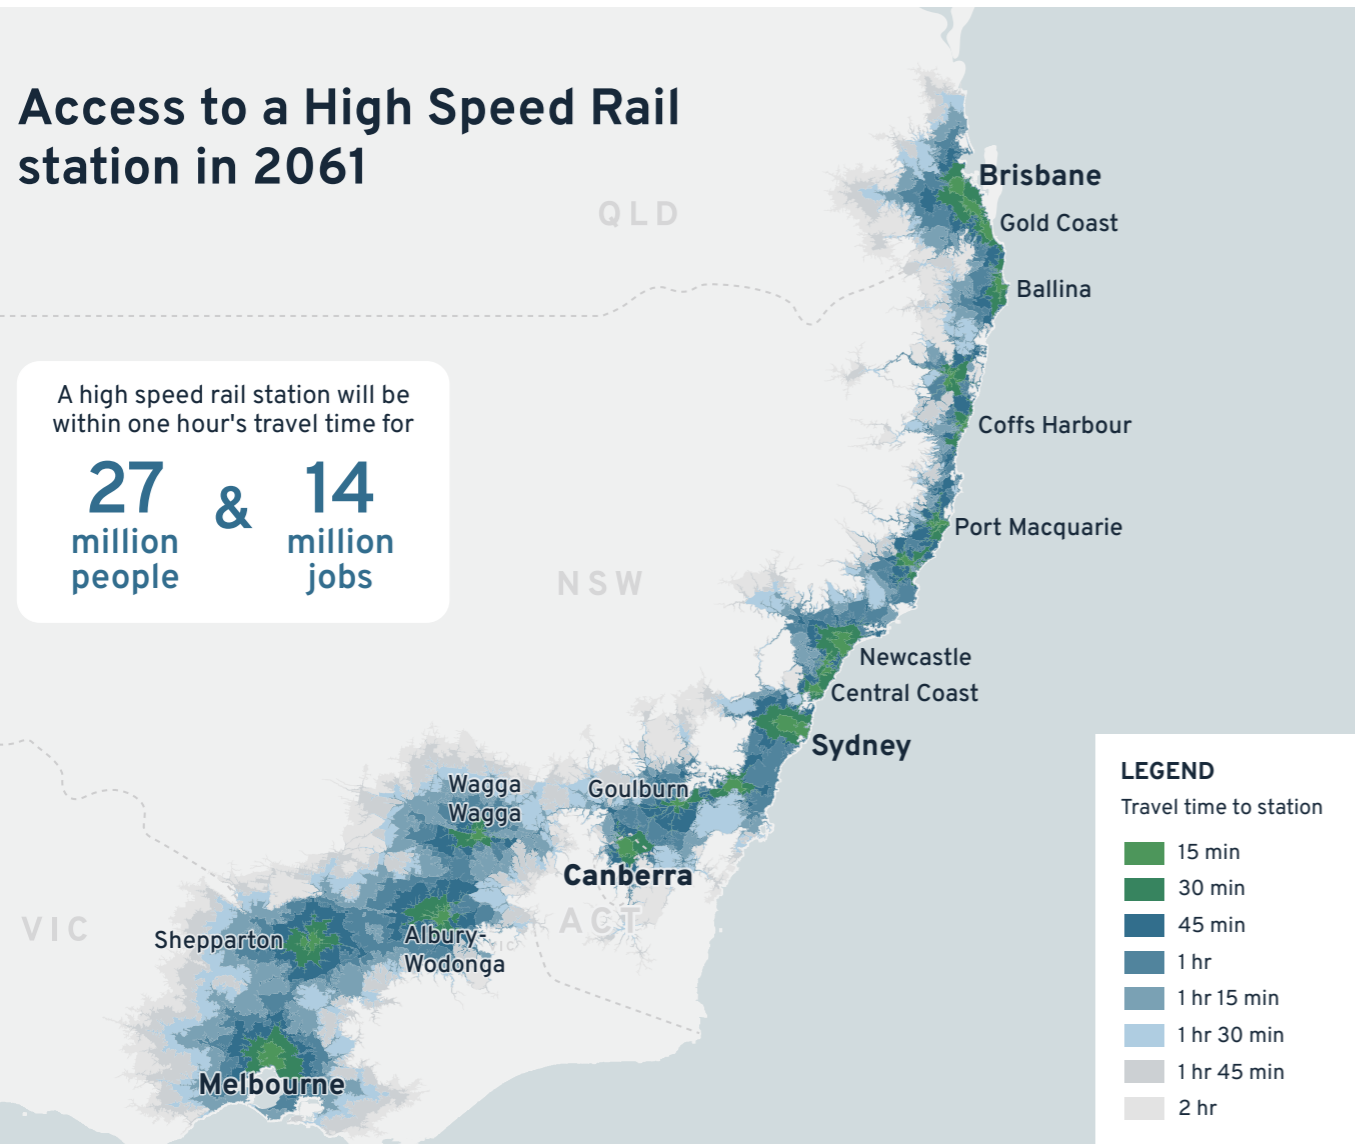 Access to a High Speed Rail
station in 2061
QLD
Brisbane
Gold Coast
Ballina
A high speed rail station will be
within one hour's travel time for
27
million
people
&
14
million
jobs
Coffs Harbour
Port Macquarie
NSW
Newcastle
Central Coast
Sydney
Wagga
Wagga
Goulburn
Canberra
ACT
VIC
Shepparton
Albury-
Wodonga
Melbourne
LEGEND
Travel time to station
15 min
30 min
45 min
1 hr
1 hr 15 min
1 hr 30 min
1 hr 45 min
2 hr